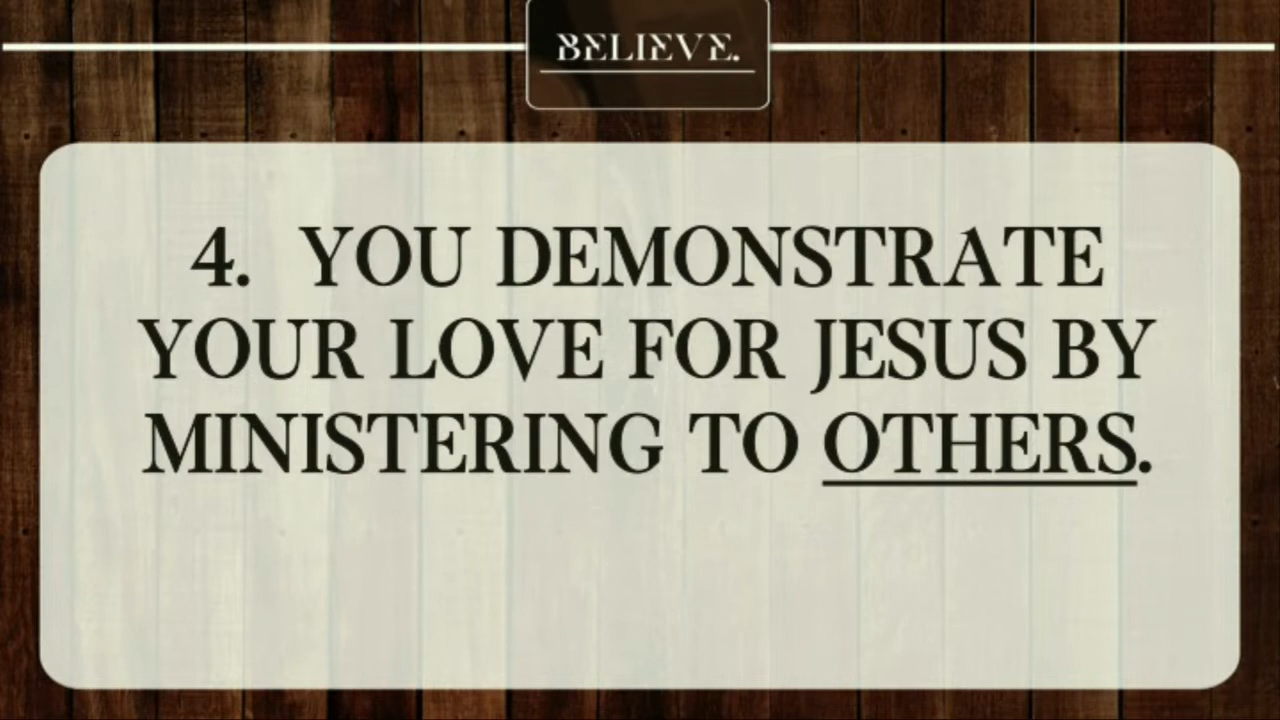 BELIEVE.
4. YOU DEMONSTRATE
YOUR LOVE FOR JESUS BY
MINISTERING TO OTHERS.